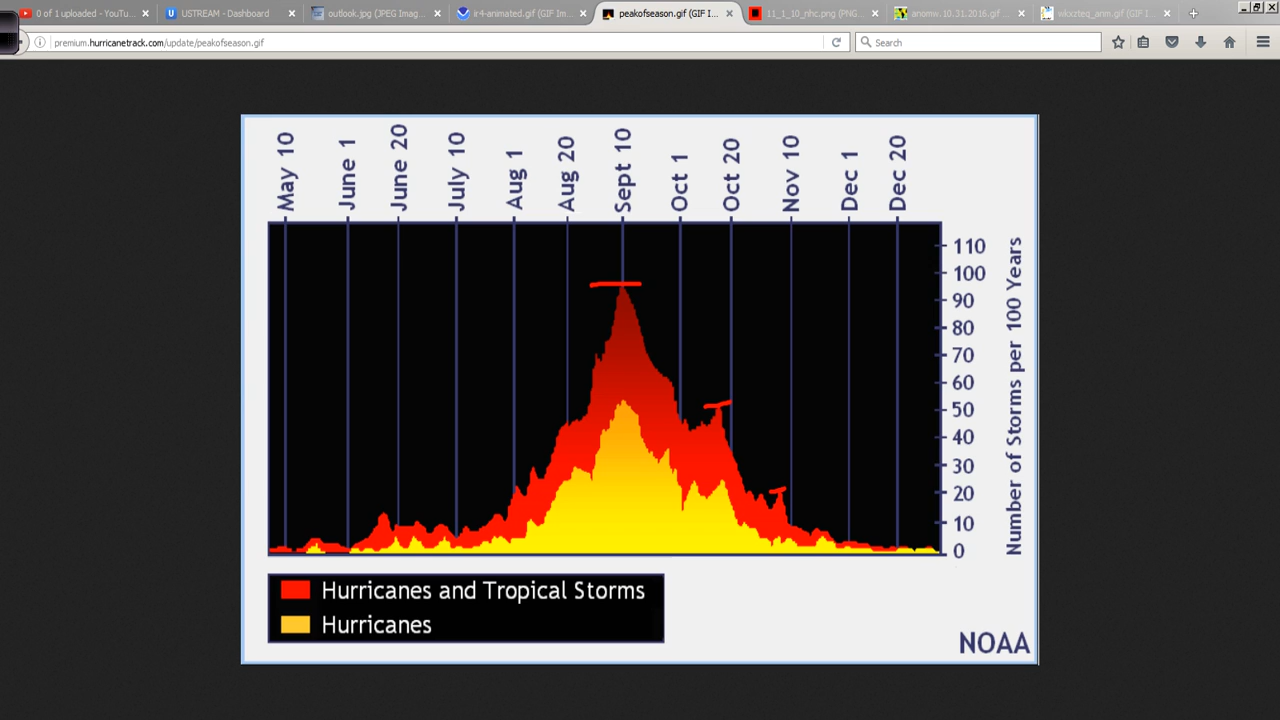 0 of 1 uploaded - YouTu...
USTREAM - Dashboard
outlook.jpg (JPEG Imag...
ir4-animated.gif (GIF Im...
peakofseason.gif (GIF I...
11_1_10_nhc.png (PNG...
anomw.10.31.2016.gif ...
wkxzteq_anm.gif (GIF I...
premium.hurricanetrack.com/update/peakofseason.gif
Search
May 10
June 1
June 20
July 10
Aug 1
Aug 20
Sept 10
Oct 1
Oct 20
Nov 10
Dec 1
Dec 20
110
100
90
80
70
60
50
40
30
20
10
0
Number of Storms per 100 Years
Hurricanes and Tropical Storms
Hurricanes
NOAA